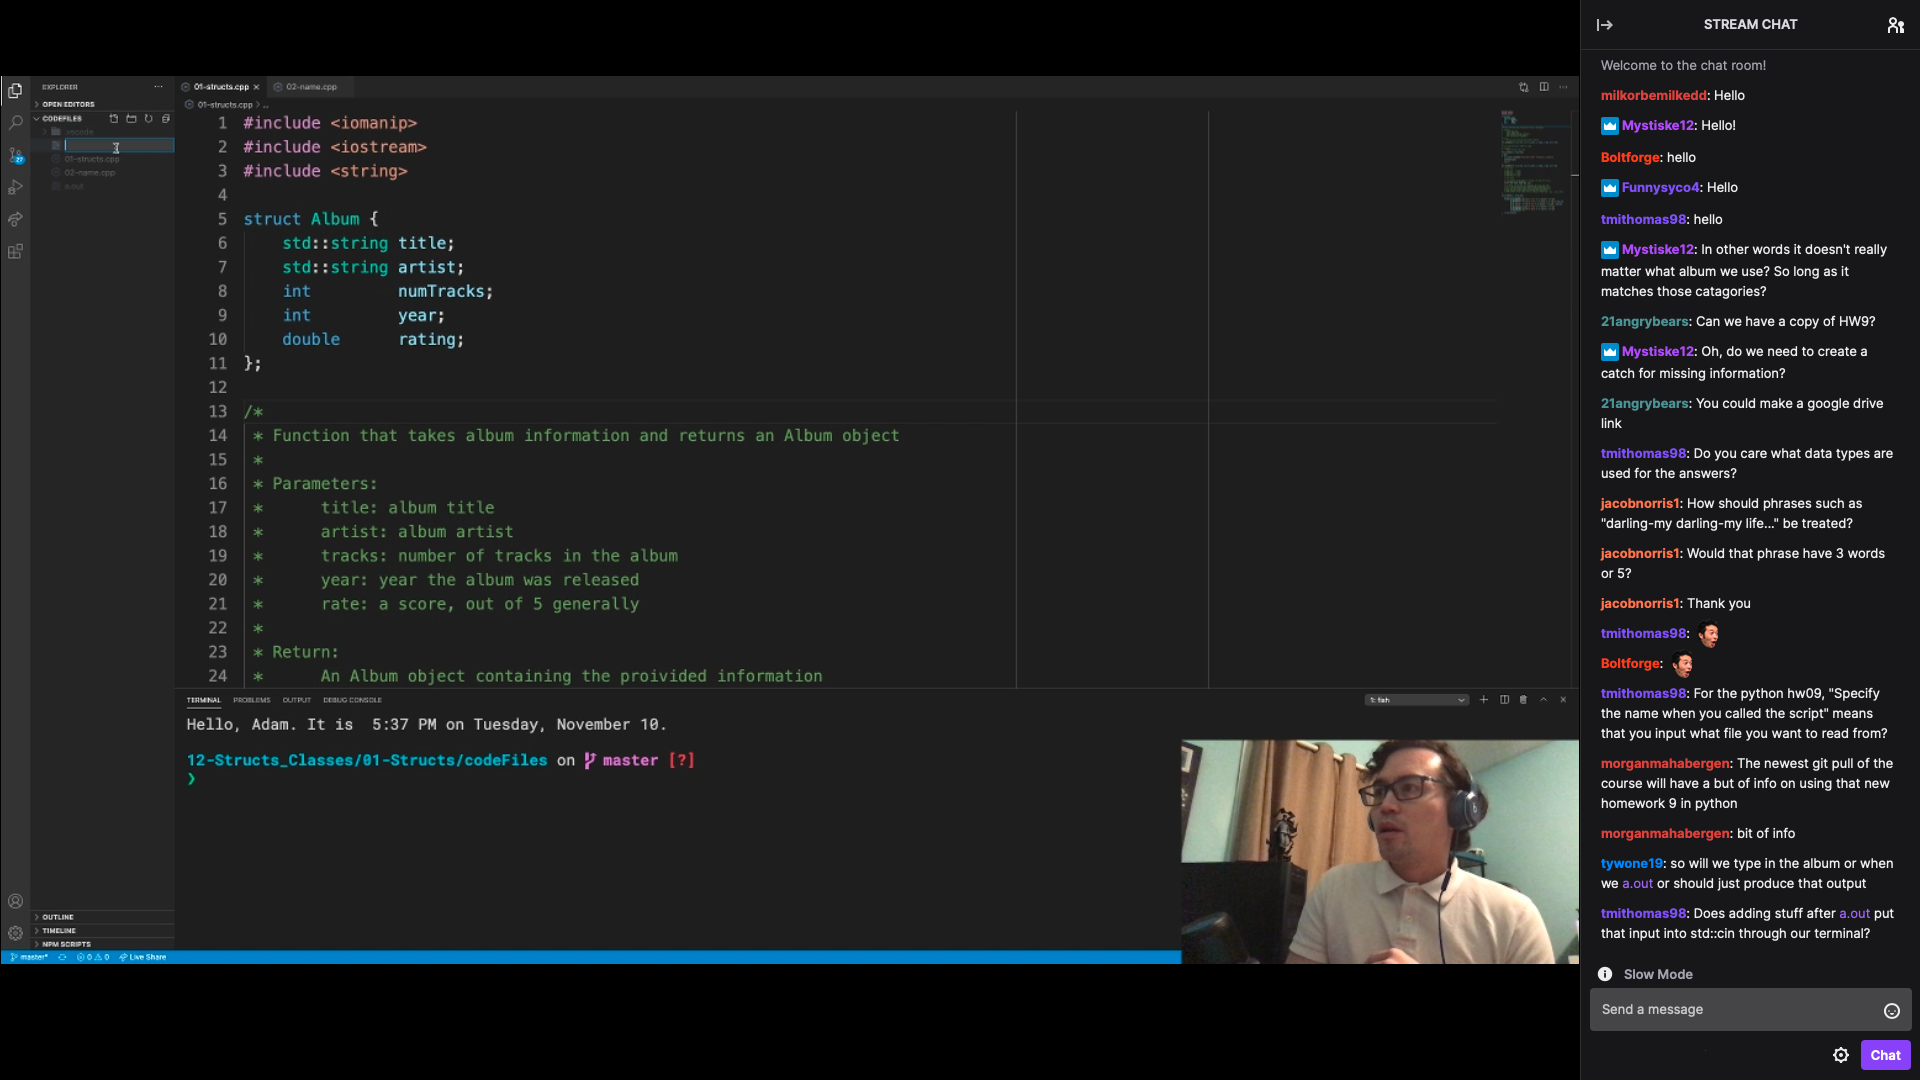 EXPLORER
OPEN EDITORS
CODEFILES
.vscode
01-structs.cpp
02-name.cpp
a.out
OUTLINE
TIMELINE
NPM SCRIPTS
01-structs.cpp
02-name.cpp
01-structs.cpp > ...
1 #include <iomanip>
2 #include <iostream>
3 #include <string>
4
5 struct Album {
6 std::string title;
7 std::string artist;
8 int numTracks;
9 int year;
10 double rating;
11 };
12
13 /*
14 * Function that takes album information and returns an Album object
15 *
16 * Parameters:
17 * title: album title
18 * artist: album artist
19 * tracks: number of tracks in the album
20 * year: year the album was released
21 * rate: a score, out of 5 generally
22 *
23 * Return:
24 * An Album object containing the proivided information
TERMINAL PROBLEMS OUTPUT DEBUG CONSOLE
1: fish
Hello, Adam. It is 5:37 PM on Tuesday, November 10.
12-Structs_Classes/01-Structs/codeFiles on master [?]
❯
master* 0 0 Live Share
STREAM CHAT
Welcome to the chat room!
milkorbemilkedd: Hello
Mystiske12: Hello!
Boltforge: hello
Funnysyco4: Hello
tmithomas98: hello
Mystiske12: In other words it doesn't really
matter what album we use? So long as it
matches those catagories?
21angrybears: Can we have a copy of HW9?
Mystiske12: Oh, do we need to create a
catch for missing information?
21angrybears: You could make a google drive
link
tmithomas98: Do you care what data types are
used for the answers?
jacobnorris1: How should phrases such as
"darling-my darling-my life..." be treated?
jacobnorris1: Would that phrase have 3 words
or 5?
jacobnorris1: Thank you
tmithomas98:
Boltforge:
tmithomas98: For the python hw09, "Specify
the name when you called the script" means
that you input what file you want to read from?
morganmahabergen: The newest git pull of the
course will have a but of info on using that new
homework 9 in python
morganmahabergen: bit of info
tywone19: so will we type in the album or when
we a.out or should just produce that output
tmithomas98: Does adding stuff after a.out put
that input into std::cin through our terminal?
Slow Mode
Send a message
Chat